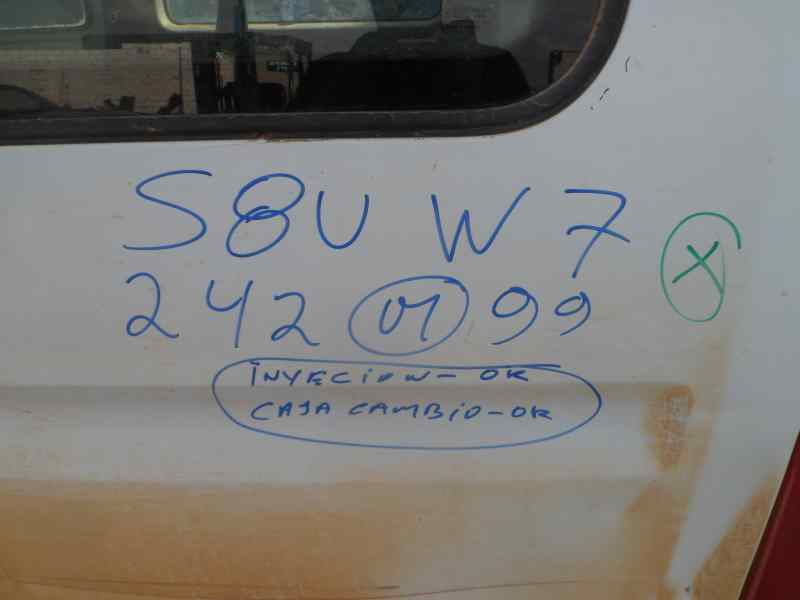 S8U W7
242 01 99
X
INYECION - OK
CAJA CAMBIO - OK